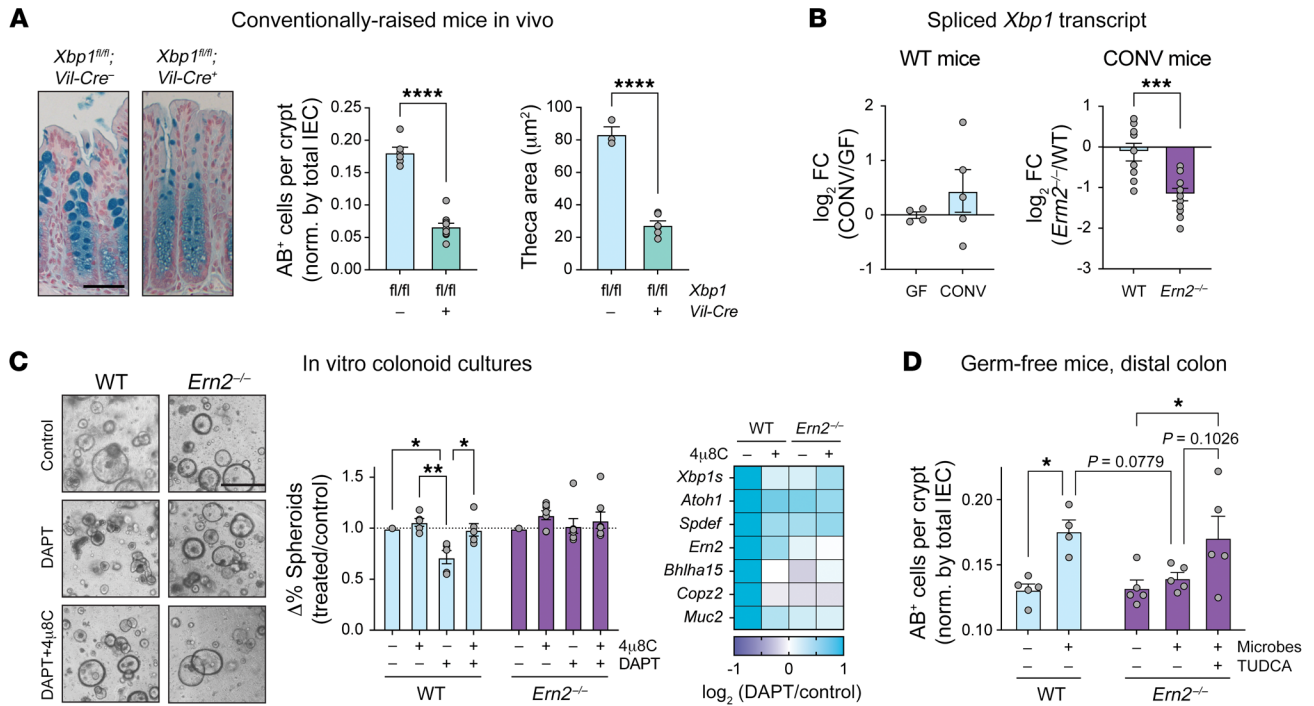 A
Conventionally-raised mice in vivo
Xbp1fl/fl;
Vil-Cre–
Xbp1fl/fl;
Vil-Cre+
AB+ cells per crypt
(norm. by total IEC)
0.25
0.20
0.15
0.10
0.05
0.00
****
fl/fl fl/fl
– +
Theca area (μm2)
100
80
60
40
20
0
****
fl/fl fl/fl Xbp1
– + Vil-Cre
B
Spliced Xbp1 transcript
WT mice
log2 FC
(CONV/GF)
2
1
0
-1
GF CONV
CONV mice
log2 FC
(Ern2–/–/WT)
1
0
-1
-2
-3
***
WT Ern2–/–
C
In vitro colonoid cultures
WT Ern2–/–
Control
DAPT
DAPT+4μ8C
Δ% Spheroids
(treated/control)
1.5
1.0
0.5
0.0
* *
**
– + – + – + – + 4μ8C
– – + + – – + + DAPT
WT Ern2–/–
WT Ern2–/–
4μ8C – + – +
Xbp1s
Atoh1
Spdef
Ern2
Bhlha15
Copz2
Muc2
-1 0 1
log2 (DAPT/control)
D
Germ-free mice, distal colon
AB+ cells per crypt
(norm. by total IEC)
0.20
0.15
0.10
*
P = 0.1026
P = 0.0779
*
– + – + + Microbes
+ TUDCA
WT Ern2–/–